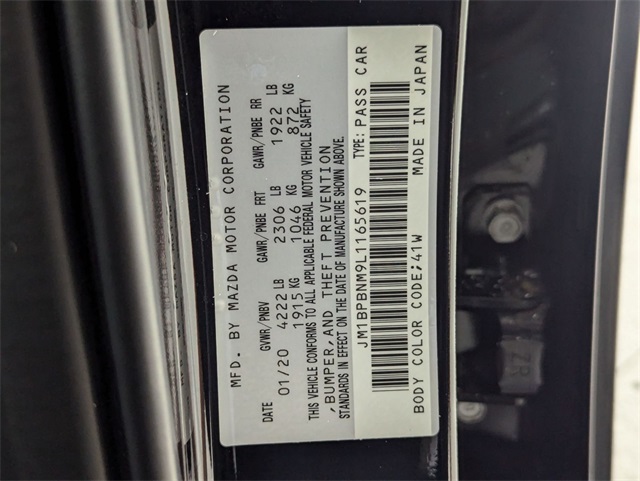 MFD. BY MAZDA MOTOR CORPORATION
DATE GVWR/PNBV GAWR/PNBE FRT GAWR/PNBE RR
01/20 4222 LB 2306 LB 1922 LB
1915 KG 1046 KG 872 KG
THIS VEHICLE CONFORMS TO ALL APPLICABLE FEDERAL MOTOR VEHICLE SAFETY
,BUMPER,AND THEFT PREVENTION
STANDARDS IN EFFECT ON THE DATE OF MANUFACTURE SHOWN ABOVE.
JM1BPBNM9L1165619 TYPE: PASS CAR
BODY COLOR CODE;41W MADE IN JAPAN
ZR